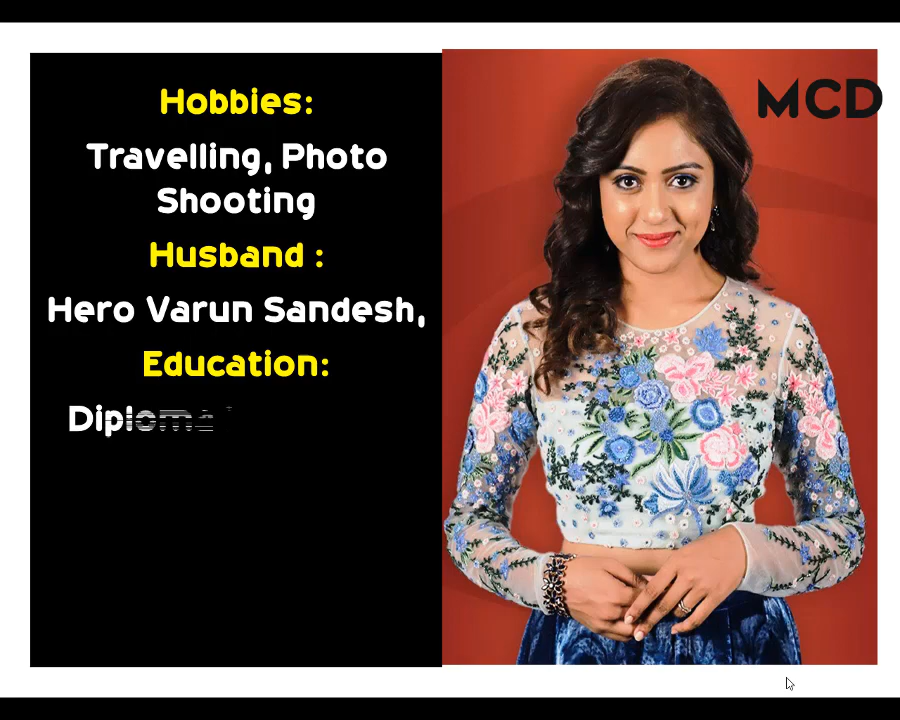 Hobbies:
Travelling, Photo
Shooting
Husband :
Hero Varun Sandesh,
Education:
MCD